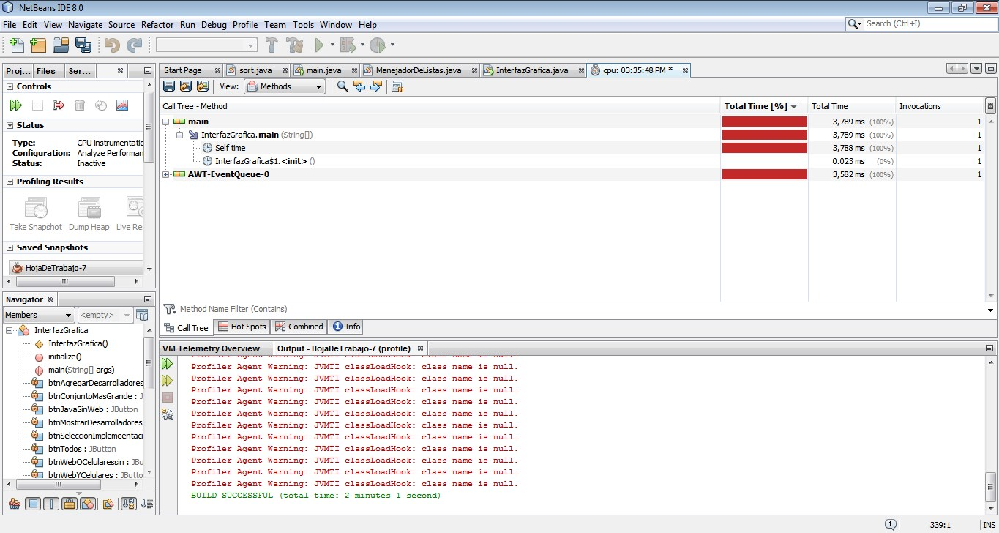 NetBeans IDE 8.0
File Edit View Navigate Source Refactor Run Debug Profile Team Tools Window Help
Search (Ctrl+I)
Proj... Files Ser...
Controls
Status
Type: CPU instrumentatic
Configuration: Analyze Performar
Status: Inactive
Profiling Results
Take Snapshot Dump Heap Live Re
Saved Snapshots
HojaDeTrabajo-7
Navigator
Members <empty>
InterfazGrafica
InterfazGrafica()
initialize()
main(String[] args)
btnAgregarDesarrolladores
btnConjuntoMasGrande : J
btnJavaSinWeb : JButton
btnMostrarDesarrolladores
btnSeleccionImplemeentaci
btnTodos : JButton
btnWebOCelularessin : JBu
btnWebYCelulares : JButto
Start Page sort.java main.java ManejadorDeListas.java InterfazGrafica.java cpu: 03:35:48 PM *
View: Methods
Call Tree - Method Total Time [%] Total Time Invocations
main 3,789 ms (100%) 1
InterfazGrafica.main (String[]) 3,789 ms (100%) 1
Self time 3,788 ms (100%) 1
InterfazGrafica$1.<init> () 0.023 ms (0%) 1
AWT-EventQueue-0 3,582 ms (100%) 1
Method Name Filter (Contains)
Call Tree Hot Spots Combined Info
VM Telemetry Overview Output - HojaDeTrabajo-7 (profile)
Profiler Agent Warning: JVMTI classLoadHook: class name is null.
Profiler Agent Warning: JVMTI classLoadHook: class name is null.
Profiler Agent Warning: JVMTI classLoadHook: class name is null.
Profiler Agent Warning: JVMTI classLoadHook: class name is null.
Profiler Agent Warning: JVMTI classLoadHook: class name is null.
Profiler Agent Warning: JVMTI classLoadHook: class name is null.
Profiler Agent Warning: JVMTI classLoadHook: class name is null.
Profiler Agent Warning: JVMTI classLoadHook: class name is null.
Profiler Agent Warning: JVMTI classLoadHook: class name is null.
Profiler Agent Warning: JVMTI classLoadHook: class name is null.
Profiler Agent Warning: JVMTI classLoadHook: class name is null.
Profiler Agent Warning: JVMTI classLoadHook: class name is null.
BUILD SUCCESSFUL (total time: 2 minutes 1 second)
1 339:1 INS